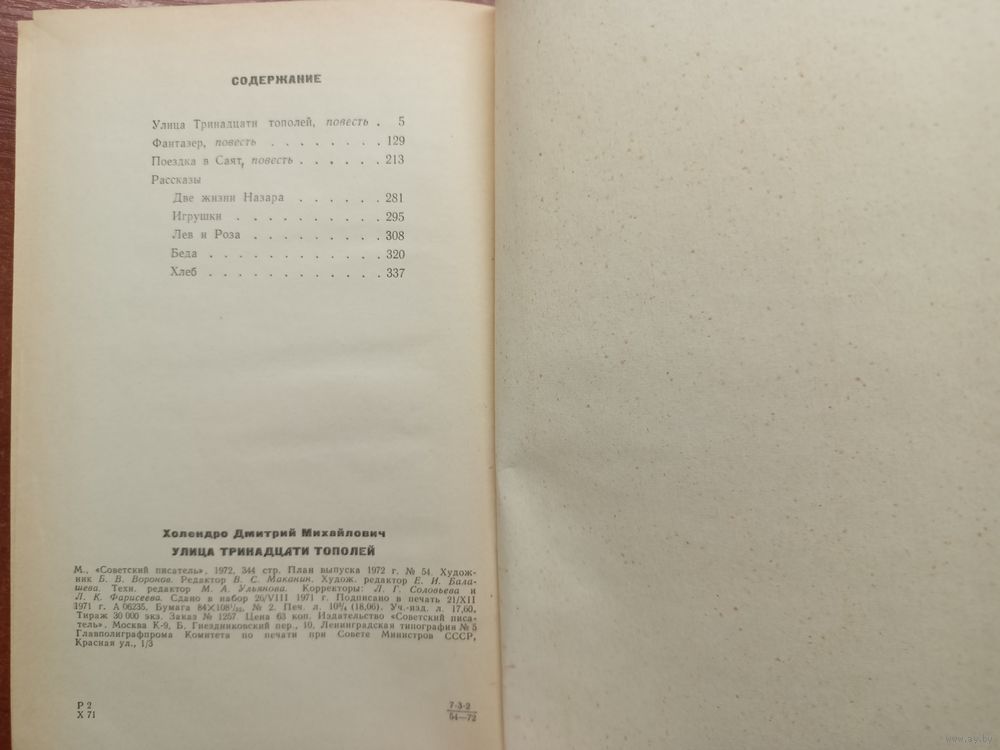 СОДЕРЖАНИЕ
Улица Тринадцати тополей, повесть . 5
Фантазер, повесть . . . . . . . . 129
Поездка в Саят, повесть . . . . . . 213
Рассказы
Две жизни Назара . . . . . . 281
Игрушки . . . . . . . . . . 295
Лев и Роза . . . . . . . . . 308
Беда . . . . . . . . . . . . 320
Хлеб . . . . . . . . . . . . 337
Холендро Дмитрий Михайлович
УЛИЦА ТРИНАДЦАТИ ТОПОЛЕЙ
М., «Советский писатель», 1972, 344 стр. План выпуска 1972 г. № 54. Худож-
ник Б. В. Воронов. Редактор В. С. Маканин. Худож. редактор Е. И. Бала-
шева. Техн. редактор М. А. Ульянова. Корректоры: Л. Г. Соловьева и
Л. К. Фарисеева. Сдано в набор 26/VIII 1971 г. Подписано в печать 21/XII
1971 г. А 06235. Бумага 84×108¹/₃₂, № 2. Печ. л. 10³/₄ (18,06). Уч.-изд. л. 17,60.
Тираж 30 000 экз. Заказ № 1257. Цена 63 коп. Издательство «Советский писа-
тель». Москва К-9, Б. Гнездниковский пер., 10. Ленинградская типография № 5
Главполиграфпрома Комитета по печати при Совете Министров СССР,
Красная ул., 1/3
Р 2
Х 71
7-3-2
54—72
www.ay.by